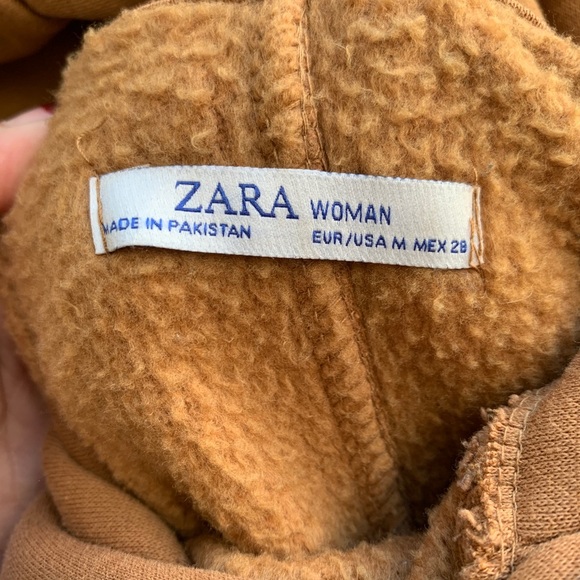 ZARA WOMAN
MADE IN PAKISTAN EUR/USA M MEX 28